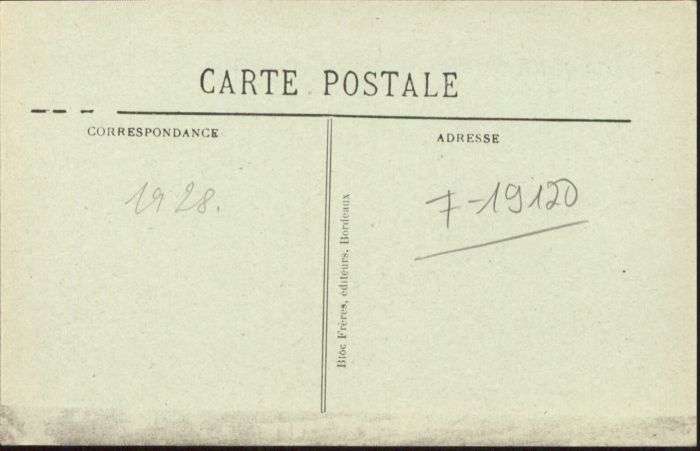 CARTE POSTALE
CORRESPONDANCE
ADRESSE
1928.
7-19120
Bloc Frères, éditeurs. Bordeaux